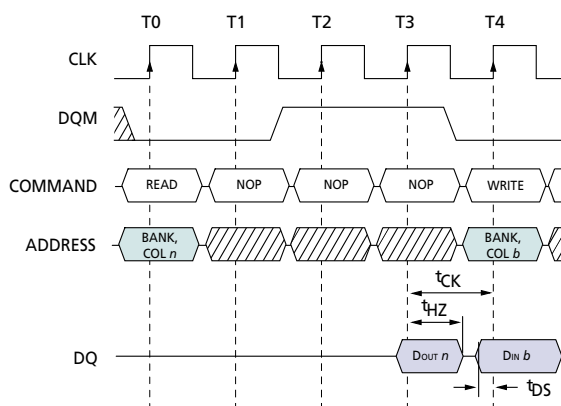 T0 T1 T2 T3 T4
CLK
DQM
COMMAND READ NOP NOP NOP WRITE
ADDRESS BANK, COL n BANK, COL b
tCK
tHZ
DQ DOUT n DIN b
tDS